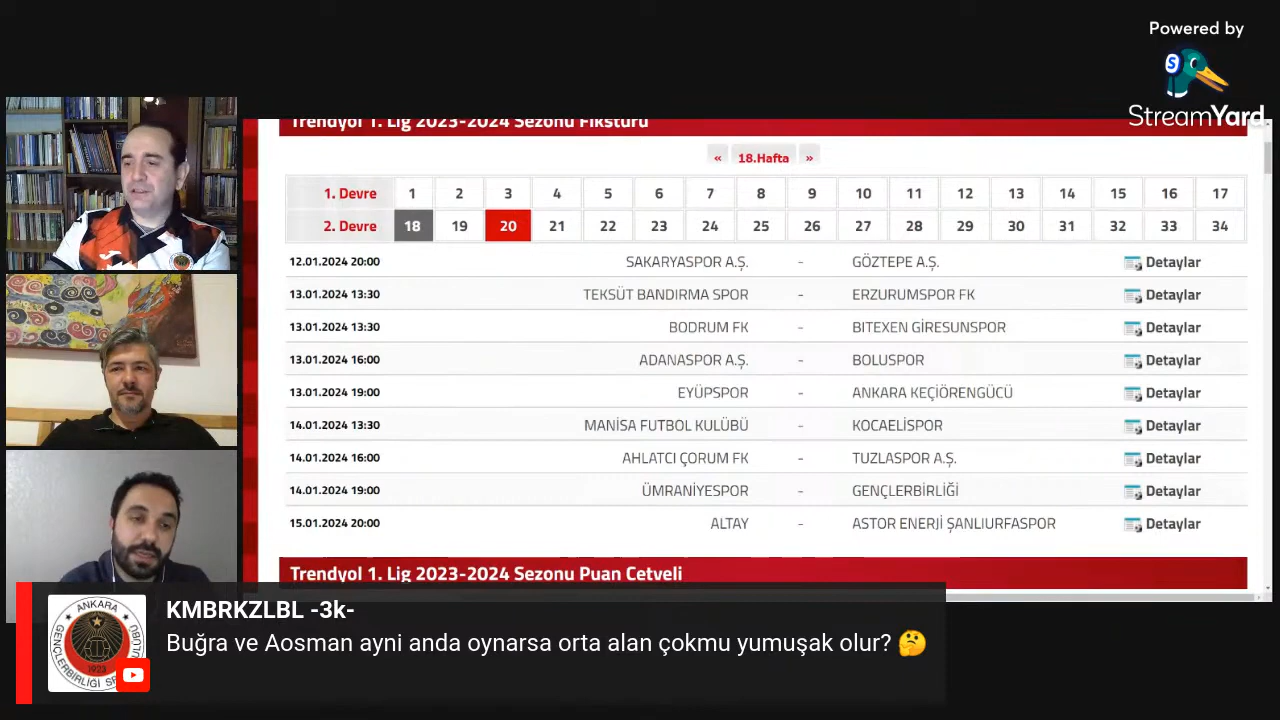 Powered by
StreamYard
Trendyol 1. Lig 2023-2024 Sezonu Fikstürü
« 18.Hafta »
1. Devre 1 2 3 4 5 6 7 8 9 10 11 12 13 14 15 16 17
2. Devre 18 19 20 21 22 23 24 25 26 27 28 29 30 31 32 33 34
12.01.2024 20:00 SAKARYASPOR A.Ş. - GÖZTEPE A.Ş. Detaylar
13.01.2024 13:30 TEKSÜT BANDIRMA SPOR - ERZURUMSPOR FK Detaylar
13.01.2024 13:30 BODRUM FK - BITEXEN GİRESUNSPOR Detaylar
13.01.2024 16:00 ADANASPOR A.Ş. - BOLUSPOR Detaylar
13.01.2024 19:00 EYÜPSPOR - ANKARA KEÇİÖRENGÜCÜ Detaylar
14.01.2024 13:30 MANİSA FUTBOL KULÜBÜ - KOCAELİSPOR Detaylar
14.01.2024 16:00 AHLATCI ÇORUM FK - TUZLASPOR A.Ş. Detaylar
14.01.2024 19:00 ÜMRANİYESPOR - GENÇLERBİRLİĞİ Detaylar
15.01.2024 20:00 ALTAY - ASTOR ENERJİ ŞANLIURFASPOR Detaylar
Trendyol 1. Lig 2023-2024 Sezonu Puan Cetveli
ANKARA
GENÇLERBİRLİĞİ
1923
KMBRKZLBL -3k-
Buğra ve Aosman ayni anda oynarsa orta alan çokmu yumuşak olur? 🤔